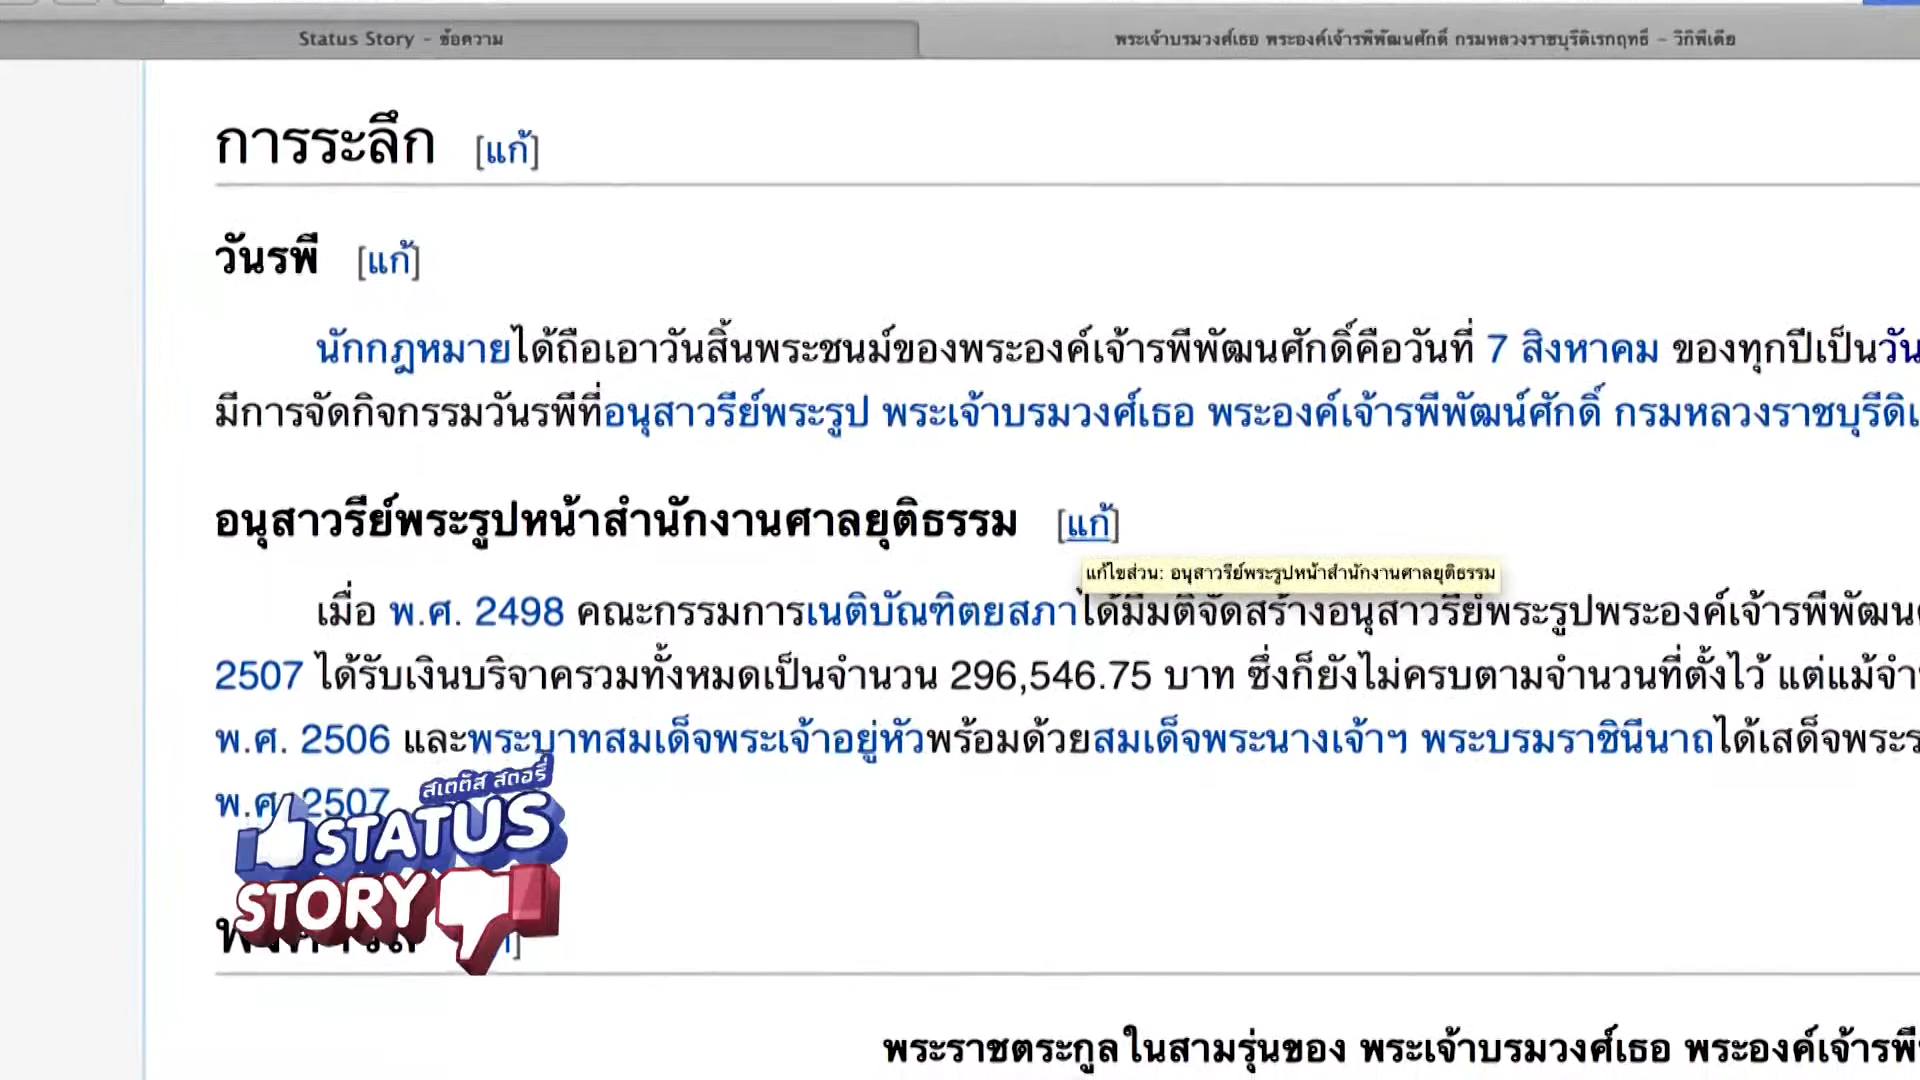 Status Story – ข้อความ
พระเจ้าบรมวงศ์เธอ พระองค์เจ้ารพีพัฒนศักดิ์ กรมหลวงราชบุรีดิเรกฤทธิ์ – วิกิพีเดีย
การระลึก [แก้]
วันรพี [แก้]
นักกฎหมายได้ถือเอาวันสิ้นพระชนม์ของพระองค์เจ้ารพีพัฒนศักดิ์คือวันที่ 7 สิงหาคม ของทุกปีเป็นวัน
มีการจัดกิจกรรมวันรพีที่อนุสาวรีย์พระรูป พระเจ้าบรมวงศ์เธอ พระองค์เจ้ารพีพัฒน์ศักดิ์ กรมหลวงราชบุรีดิเ
อนุสาวรีย์พระรูปหน้าสำนักงานศาลยุติธรรม [แก้]
แก้ไขส่วน: อนุสาวรีย์พระรูปหน้าสำนักงานศาลยุติธรรม
เมื่อ พ.ศ. 2498 คณะกรรมการเนติบัณฑิตยสภาได้มีมติจัดสร้างอนุสาวรีย์พระรูปพระองค์เจ้ารพีพัฒน
2507 ได้รับเงินบริจาครวมทั้งหมดเป็นจำนวน 296,546.75 บาท ซึ่งก็ยังไม่ครบตามจำนวนที่ตั้งไว้ แต่แม้จำ
พ.ศ. 2506 และพระบาทสมเด็จพระเจ้าอยู่หัวพร้อมด้วยสมเด็จพระนางเจ้าฯ พระบรมราชินีนาถได้เสด็จพระร
พ.ศ. 2507
สเตตัส สตอรี่
STATUS
STORY
พระราชตระกูลในสามรุ่นของ พระเจ้าบรมวงศ์เธอ พระองค์เจ้ารพี